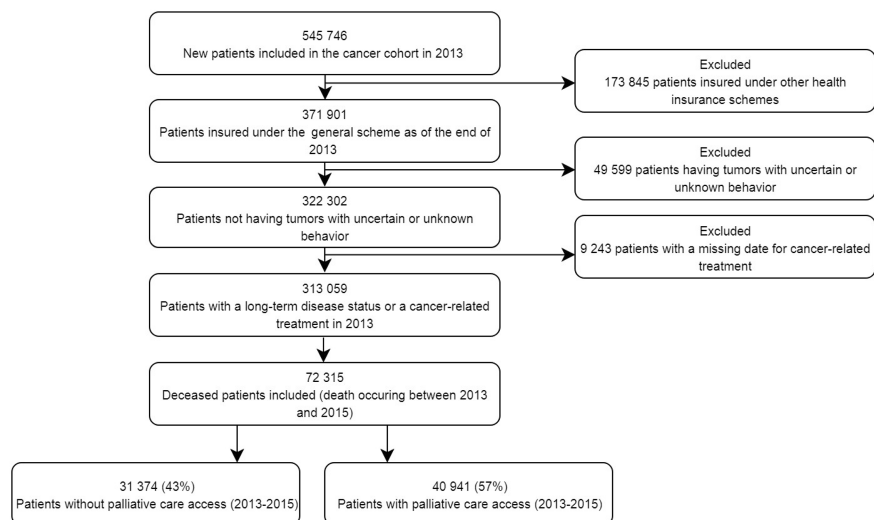 545 746
New patients included in the cancer cohort in 2013
Excluded
173 845 patients insured under other health
insurance schemes
371 901
Patients insured under the general scheme as of the end of
2013
Excluded
49 599 patients having tumors with uncertain or
unknown behavior
322 302
Patients not having tumors with uncertain or unknown
behavior
Excluded
9 243 patients with a missing date for cancer-related
treatment
313 059
Patients with a long-term disease status or a cancer-related
treatment in 2013
72 315
Deceased patients included (death occuring between 2013
and 2015)
31 374 (43%)
Patients without palliative care access (2013-2015)
40 941 (57%)
Patients with palliative care access (2013-2015)